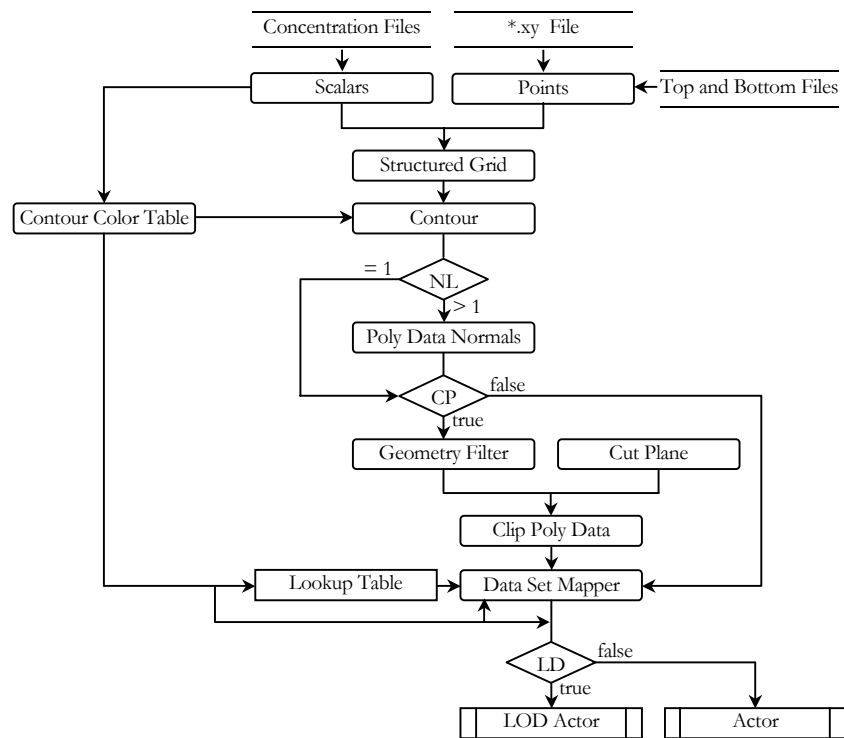 Concentration Files
*.xy File
Scalars
Points
Top and Bottom Files
Structured Grid
Contour Color Table
Contour
= 1
NL
> 1
Poly Data Normals
CP
false
true
Geometry Filter
Cut Plane
Clip Poly Data
Lookup Table
Data Set Mapper
LD
false
true
LOD Actor
Actor